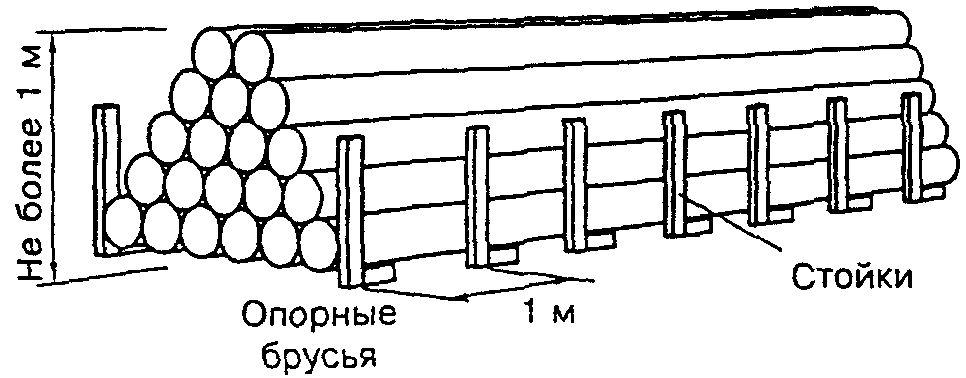 Не более 1 м
Стойки
1 м
Опорные
брусья